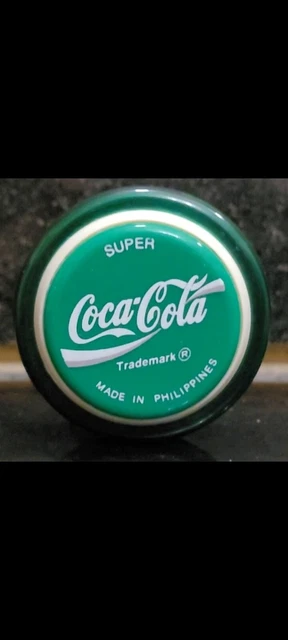 SUPER
Coca-Cola
Trademark ®
MADE IN PHILIPPINES